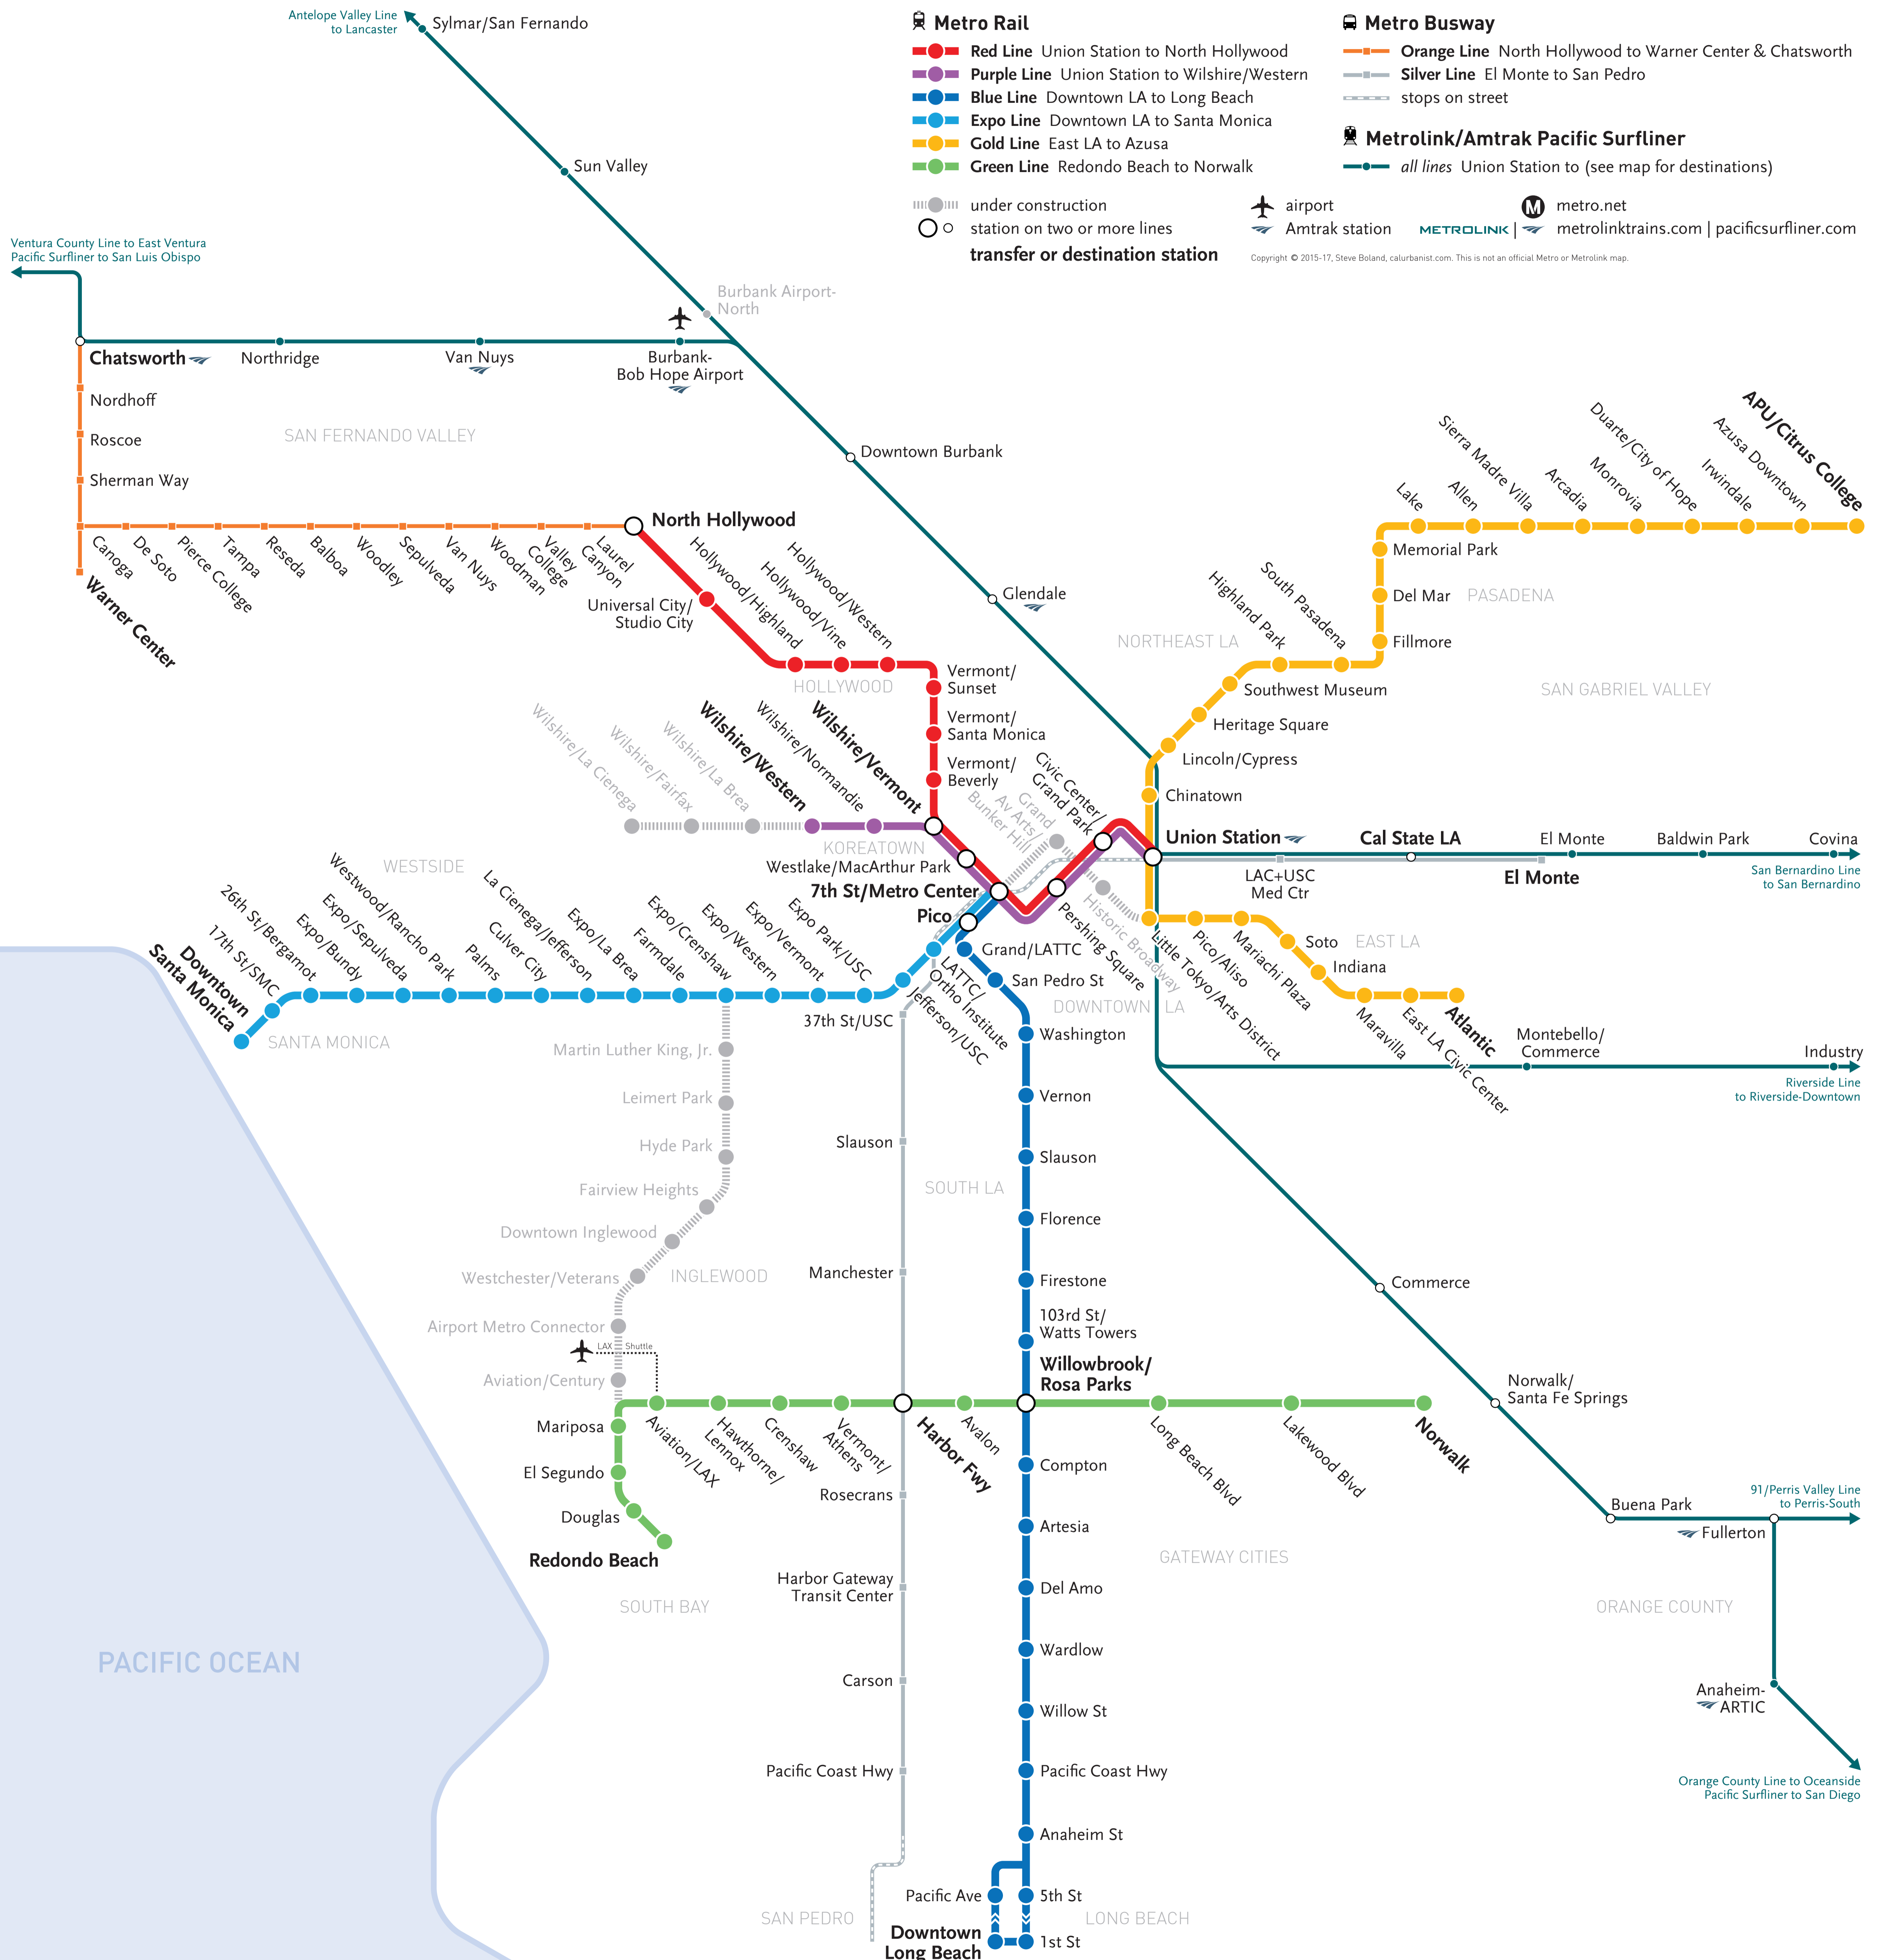 Antelope Valley Line
to Lancaster
Sylmar/San Fernando
Sun Valley
Metro Rail
Red Line Union Station to North Hollywood
Purple Line Union Station to Wilshire/Western
Blue Line Downtown LA to Long Beach
Expo Line Downtown LA to Santa Monica
Gold Line East LA to Azusa
Green Line Redondo Beach to Norwalk
under construction
station on two or more lines
transfer or destination station
Metro Busway
Orange Line North Hollywood to Warner Center & Chatsworth
Silver Line El Monte to San Pedro
stops on street
Metrolink/Amtrak Pacific Surfliner
all lines Union Station to (see map for destinations)
airport
Amtrak station
M metro.net
METROLINK | metrolinktrains.com | pacificsurfliner.com
Copyright © 2015-17, Steve Boland, calurbanist.com. This is not an official Metro or Metrolink map.
Ventura County Line to East Ventura
Pacific Surfliner to San Luis Obispo
Burbank Airport-
North
Chatsworth
Northridge
Van Nuys
Burbank-
Bob Hope Airport
Nordhoff
Roscoe
Sherman Way
SAN FERNANDO VALLEY
Downtown Burbank
Glendale
Canoga
De Soto
Pierce College
Tampa
Reseda
Balboa
Woodley
Sepulveda
Van Nuys
Woodman
Valley
College
Laurel
Canyon
Warner Center
North Hollywood
Universal City/
Studio City
Hollywood/Highland
Hollywood/Vine
Hollywood/Western
HOLLYWOOD
Vermont/
Sunset
Vermont/
Santa Monica
Vermont/
Beverly
Lake
Allen
Sierra Madre Villa
Arcadia
Monrovia
Duarte/City of Hope
Irwindale
Azusa Downtown
APU/Citrus College
Memorial Park
Del Mar
PASADENA
Fillmore
South Pasadena
Highland Park
NORTHEAST LA
Southwest Museum
Heritage Square
Lincoln/Cypress
Chinatown
SAN GABRIEL VALLEY
Wilshire/La Cienega
Wilshire/Fairfax
Wilshire/La Brea
Wilshire/Western
Wilshire/Normandie
Wilshire/Vermont
KOREATOWN
WESTSIDE
Westlake/MacArthur Park
7th St/Metro Center
Pico
Grand
Av Arts/
Bunker Hill
Civic Center/
Grand Park
Pershing Square
Historic Broadway
Union Station
LAC+USC
Med Ctr
Cal State LA
El Monte
El Monte
Baldwin Park
Covina
San Bernardino Line
to San Bernardino
Little Tokyo/Arts District
Pico/Aliso
Mariachi Plaza
Soto
EAST LA
Indiana
Maravilla
East LA Civic Center
Atlantic
Montebello/
Commerce
Industry
Riverside Line
to Riverside-Downtown
Downtown
Santa Monica
17th St/SMC
26th St/Bergamot
Expo/Bundy
Expo/Sepulveda
Westwood/Rancho Park
Palms
Culver City
La Cienega/Jefferson
Expo/La Brea
Farmdale
Expo/Crenshaw
Expo/Western
Expo/Vermont
Expo Park/USC
Jefferson/USC
LATTC/
Ortho Institute
SANTA MONICA
37th St/USC
Grand/LATTC
San Pedro St
DOWNTOWN LA
Washington
Vernon
Slauson
Florence
Firestone
103rd St/
Watts Towers
Willowbrook/
Rosa Parks
Martin Luther King, Jr.
Leimert Park
Hyde Park
Fairview Heights
Downtown Inglewood
Westchester/Veterans
INGLEWOOD
Airport Metro Connector
LAX Shuttle
Aviation/Century
Slauson
SOUTH LA
Manchester
Mariposa
El Segundo
Douglas
Redondo Beach
Aviation/LAX
Hawthorne/
Lennox
Crenshaw
Vermont/
Athens
Harbor Fwy
Avalon
Long Beach Blvd
Lakewood Blvd
Norwalk
Commerce
Norwalk/
Santa Fe Springs
Buena Park
Fullerton
91/Perris Valley Line
to Perris-South
ORANGE COUNTY
Anaheim-
ARTIC
Orange County Line to Oceanside
Pacific Surfliner to San Diego
Rosecrans
Harbor Gateway
Transit Center
Carson
Pacific Coast Hwy
SOUTH BAY
GATEWAY CITIES
PACIFIC OCEAN
Compton
Artesia
Del Amo
Wardlow
Willow St
Pacific Coast Hwy
Anaheim St
Pacific Ave
5th St
SAN PEDRO
LONG BEACH
Downtown
Long Beach
1st St